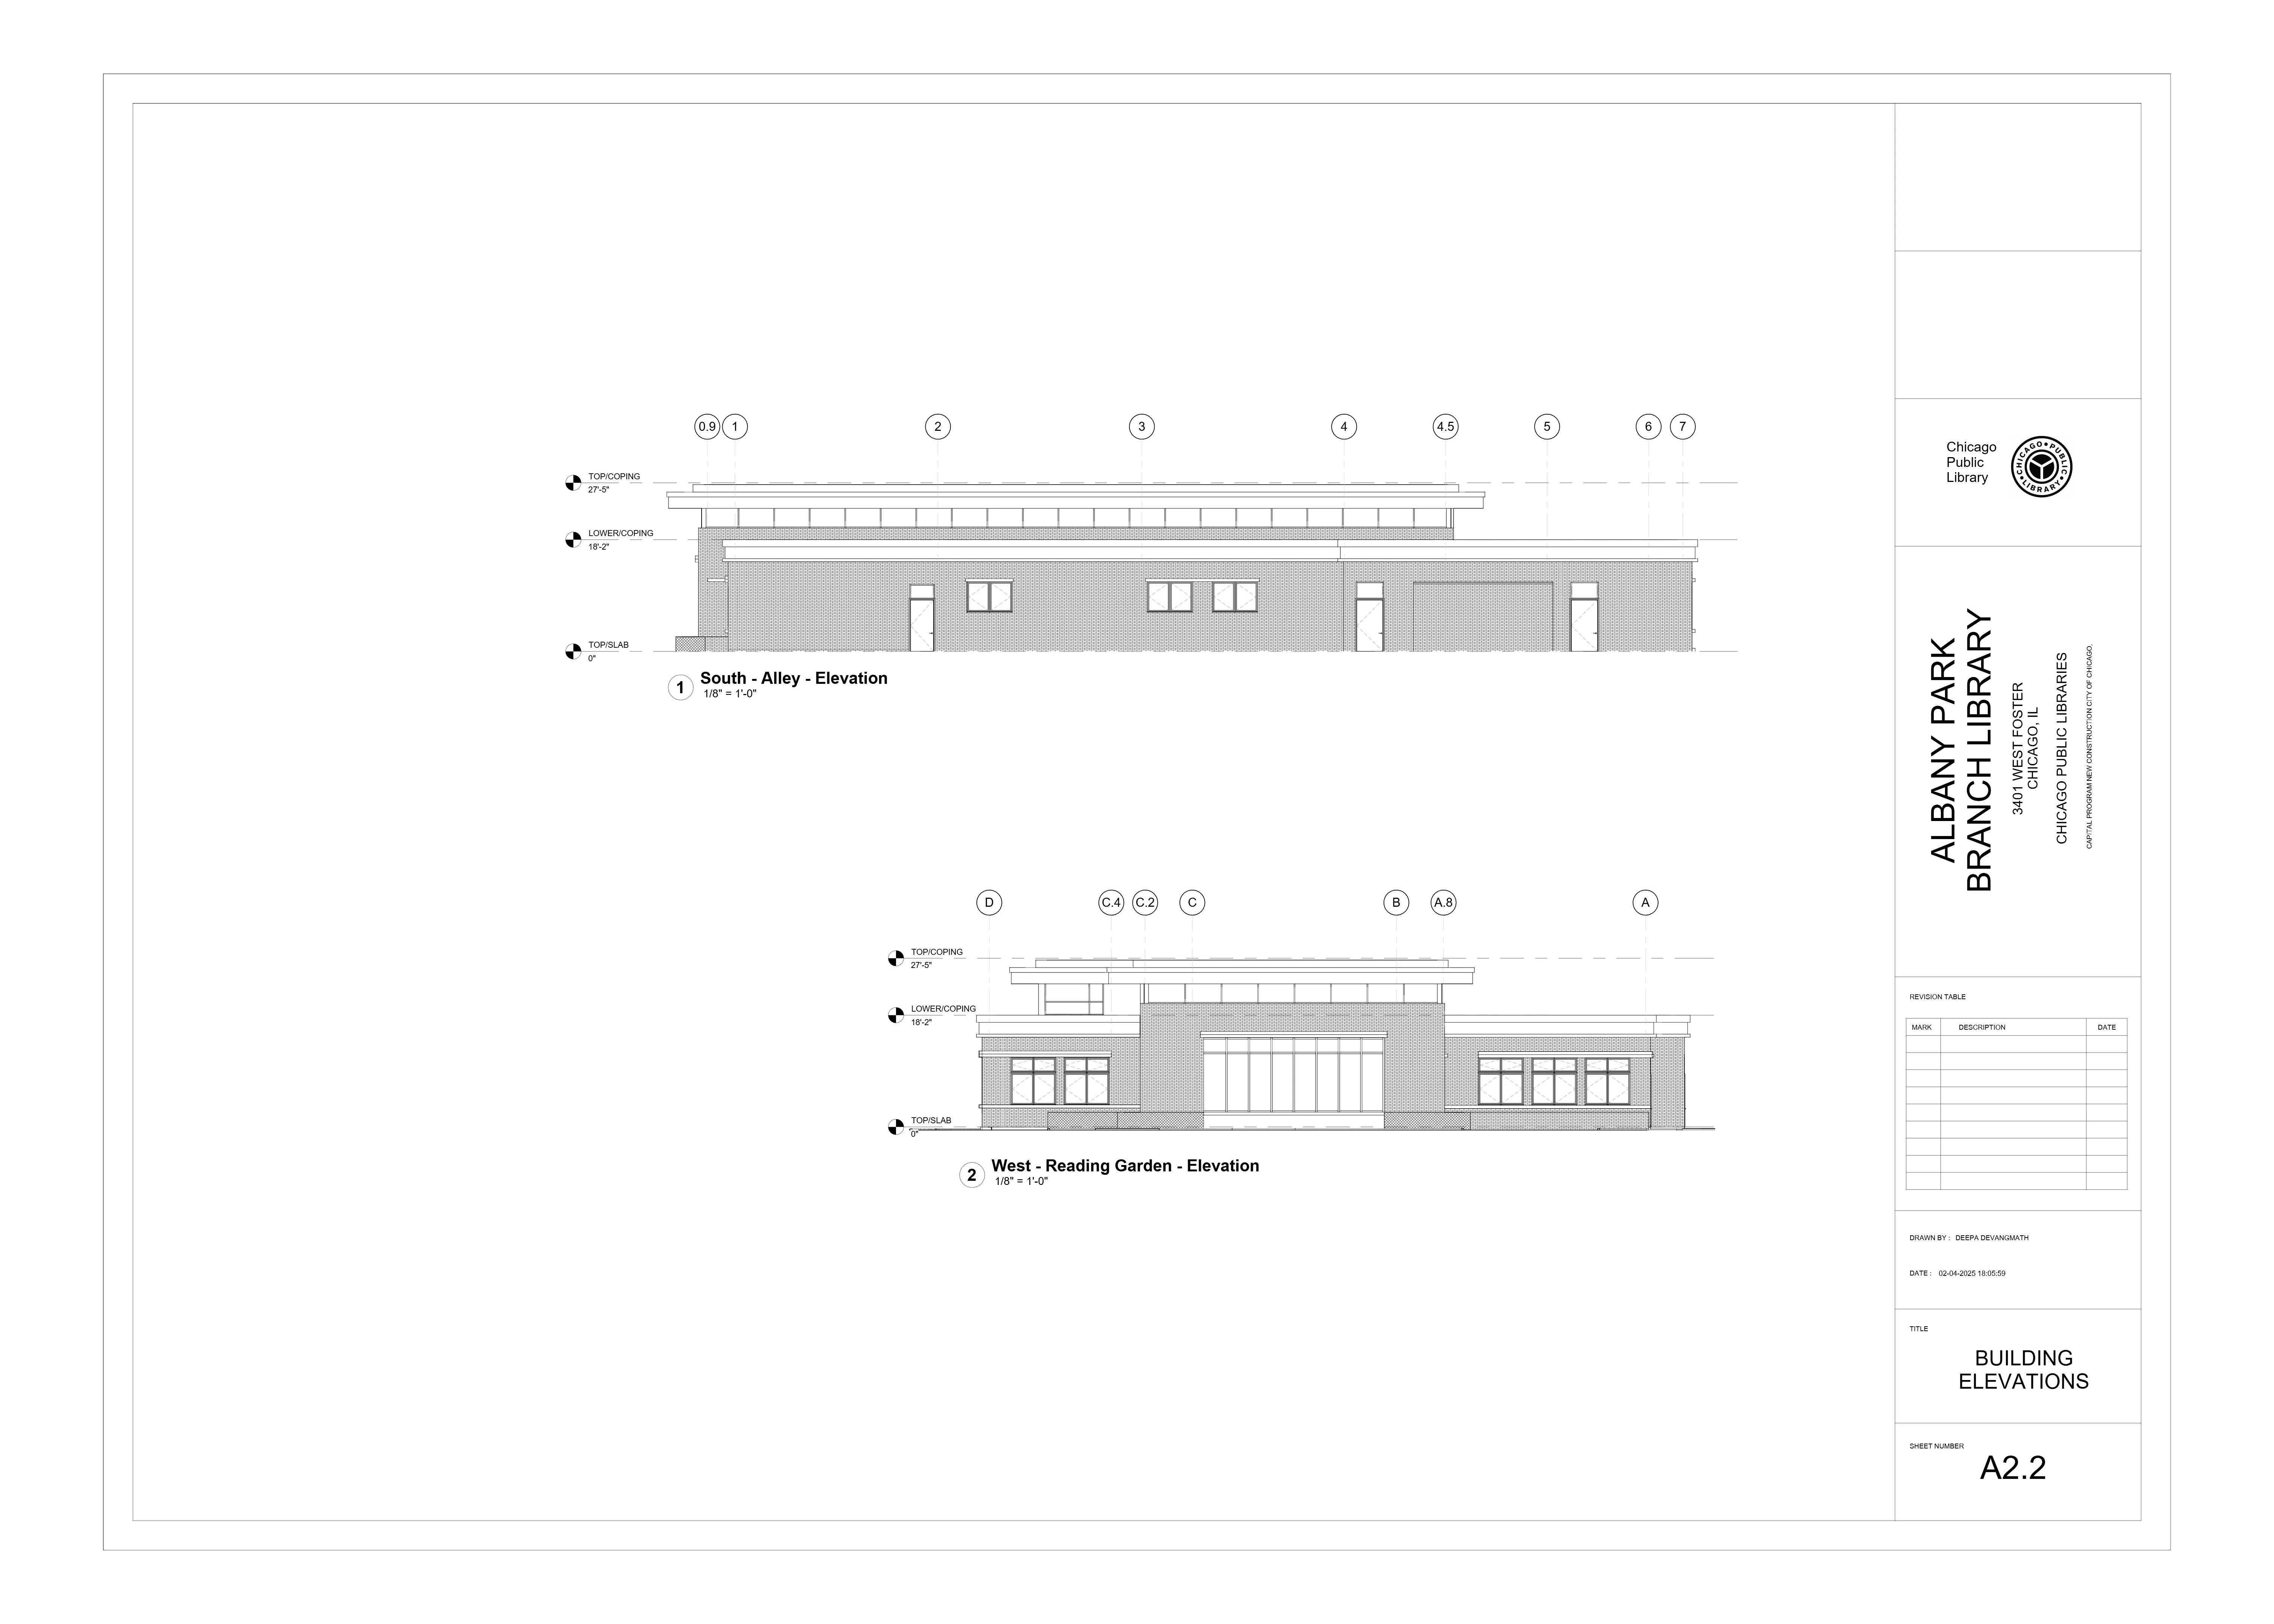 0.9 1 2 3 4 4.5 5 6 7
TOP/COPING
27'-5"
LOWER/COPING
18'-2"
TOP/SLAB
0"
1 South - Alley - Elevation
1/8" = 1'-0"
D C.4 C.2 C B A.8 A
TOP/COPING
27'-5"
LOWER/COPING
18'-2"
TOP/SLAB
0"
2 West - Reading Garden - Elevation
1/8" = 1'-0"
Chicago
Public
Library
CHICAGO • PUBLIC • LIBRARY •
ALBANY PARK
BRANCH LIBRARY
3401 WEST FOSTER
CHICAGO, IL
CHICAGO PUBLIC LIBRARIES
CAPITAL PROGRAM NEW CONSTRUCTION CITY OF CHICAGO.
REVISION TABLE
MARK DESCRIPTION DATE
DRAWN BY : DEEPA DEVANGMATH
DATE : 02-04-2025 18:05:59
TITLE
BUILDING
ELEVATIONS
SHEET NUMBER
A2.2